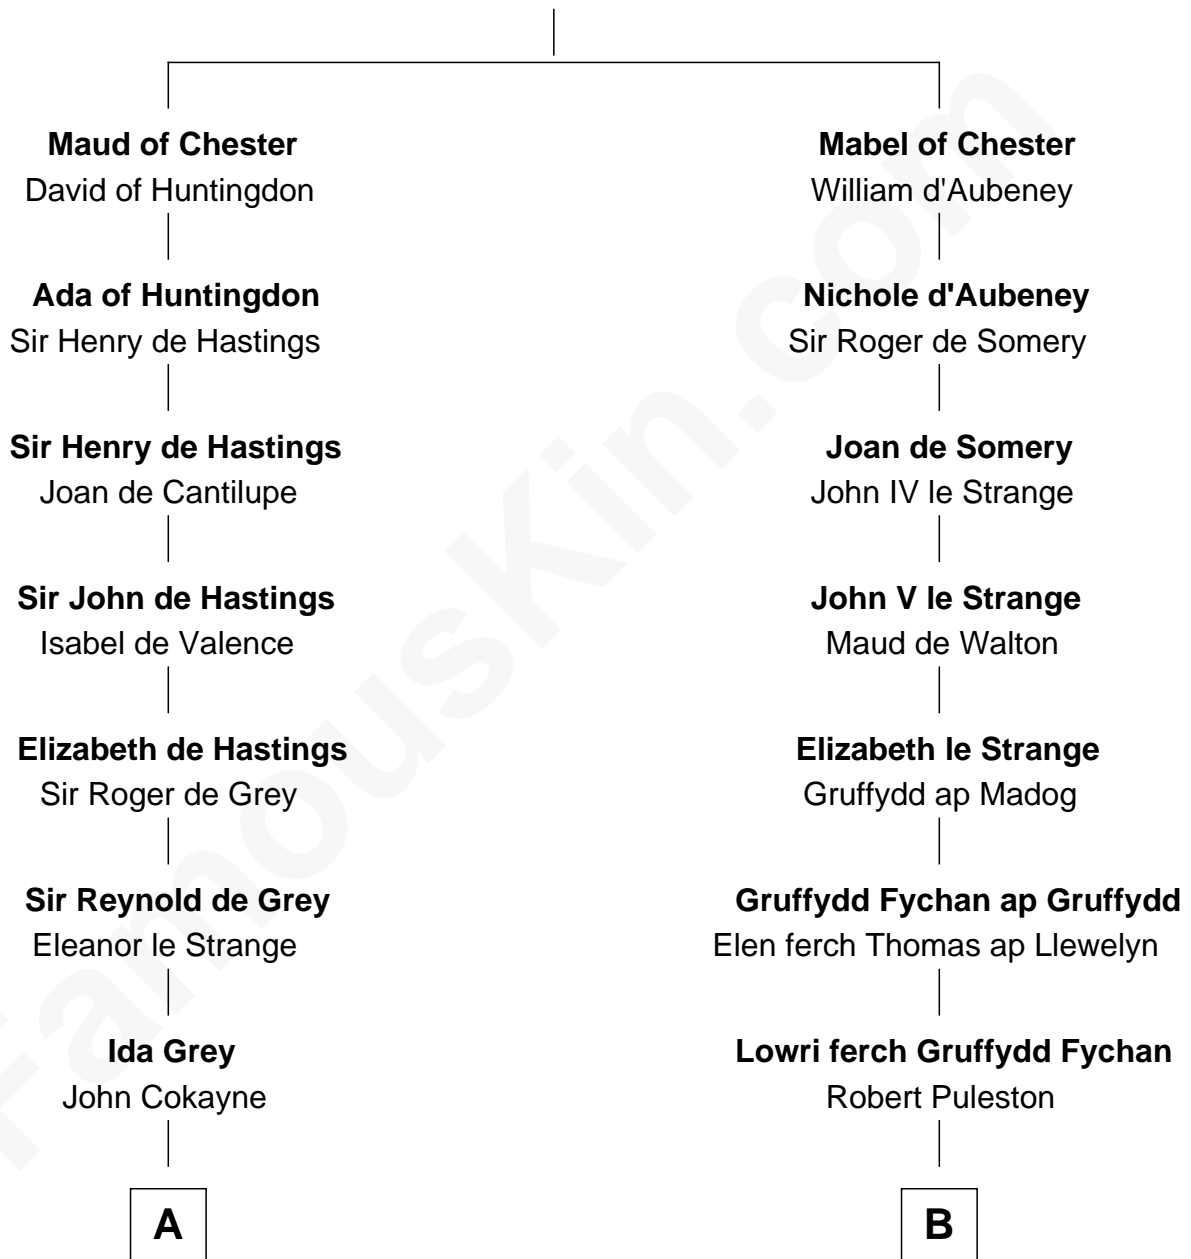 Maud of Chester
David of Huntingdon
Ada of Huntingdon
Sir Henry de Hastings
Sir Henry de Hastings
Joan de Cantilupe
Sir John de Hastings
Isabel de Valence
Elizabeth de Hastings
Sir Roger de Grey
Sir Reynold de Grey
Eleanor le Strange
Ida Grey
John Cokayne
A
Mabel of Chester
William d'Aubeney
Nichole d'Aubeney
Sir Roger de Somery
Joan de Somery
John IV le Strange
John V le Strange
Maud de Walton
Elizabeth le Strange
Gruffydd ap Madog
Gruffydd Fychan ap Gruffydd
Elen ferch Thomas ap Llewelyn
Lowri ferch Gruffydd Fychan
Robert Puleston
B
FamousKin.com